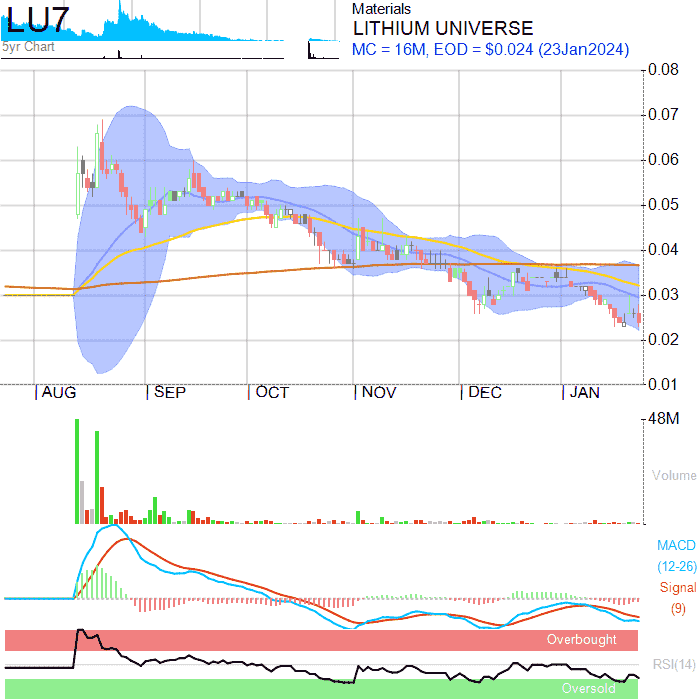 LU7
5yr Chart
Materials
LITHIUM UNIVERSE
MC = 16M, EOD = $0.024 (23Jan2024)
0.08
0.07
0.06
0.05
0.04
0.03
0.02
0.01
AUG SEP OCT NOV DEC JAN
48M
Volume
MACD
(12-26)
Signal
(9)
Overbought
RSI(14)
Oversold